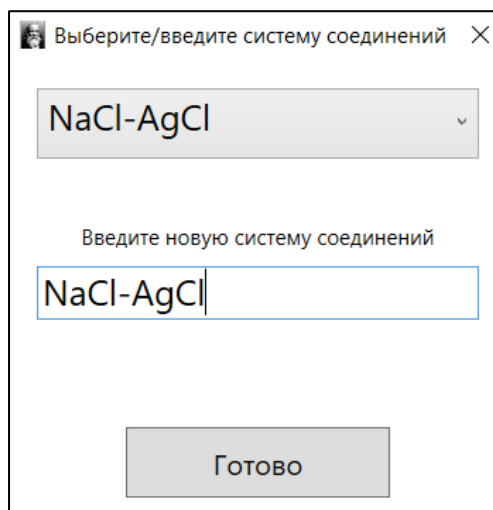 Выберите/введите систему соединений
NaCl-AgCl
Введите новую систему соединений
NaCl-AgCl
Готово